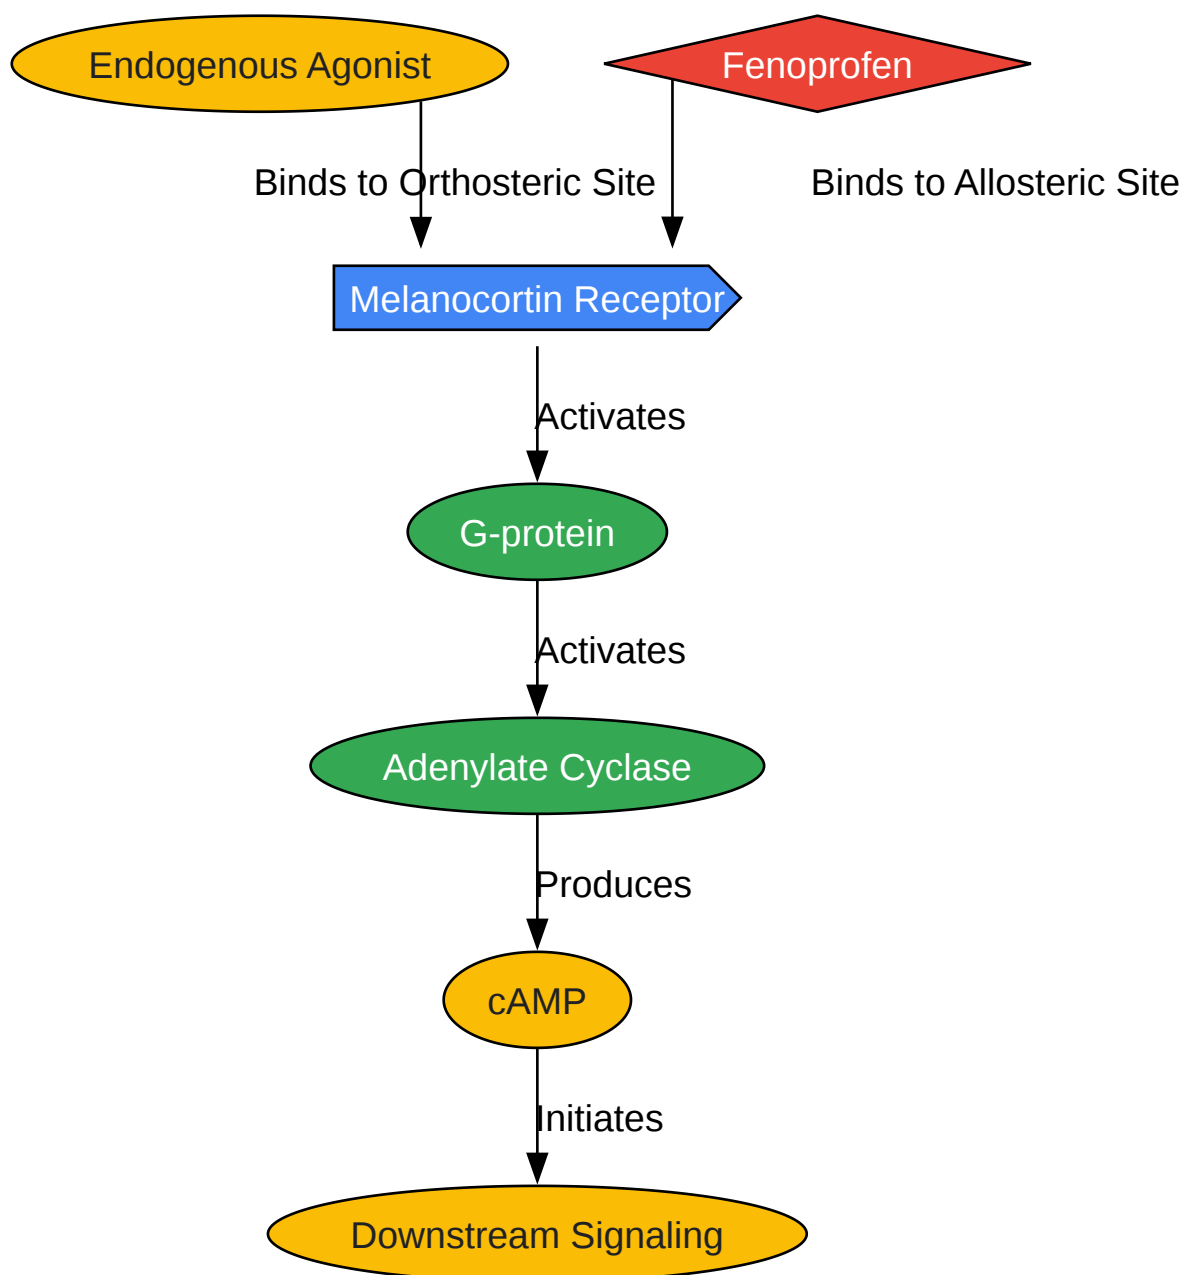 Endogenous Agonist
Fenoprofen
Binds to Orthosteric Site
Binds to Allosteric Site
Melanocortin Receptor
Activates
G-protein
Activates
Adenylate Cyclase
Produces
cAMP
Initiates
Downstream Signaling